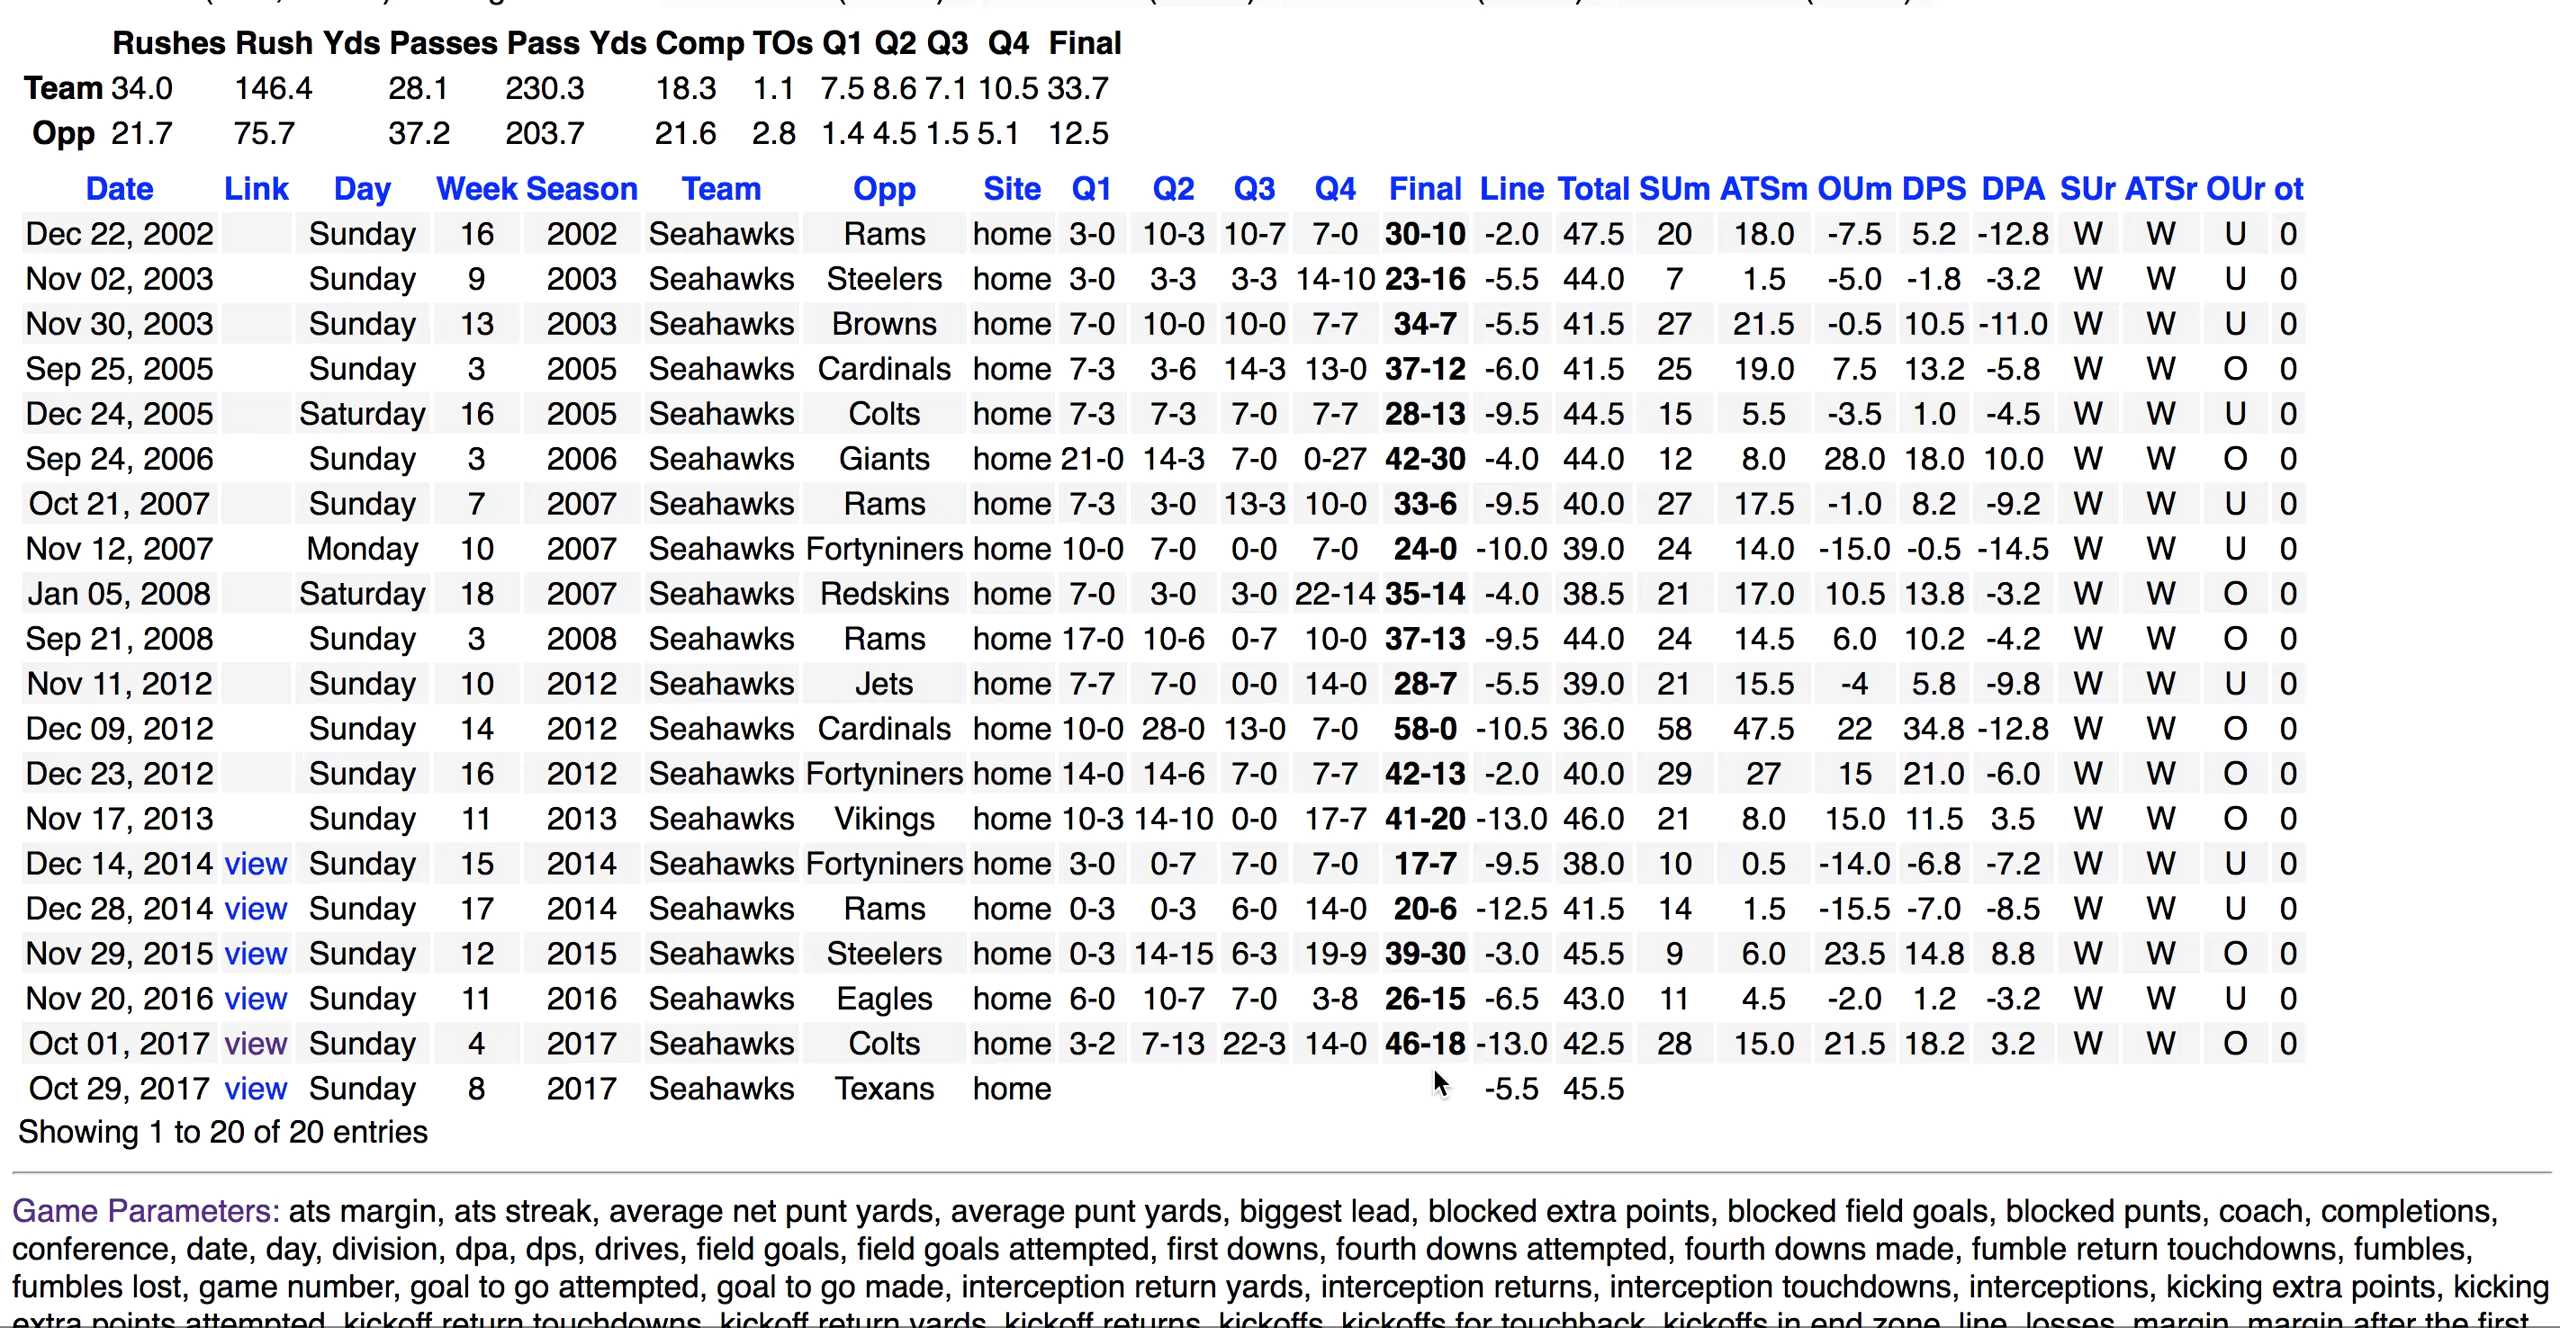 Rushes Rush Yds Passes Pass Yds Comp TOs Q1 Q2 Q3 Q4 Final
Team 34.0 146.4 28.1 230.3 18.3 1.1 7.5 8.6 7.1 10.5 33.7
Opp 21.7 75.7 37.2 203.7 21.6 2.8 1.4 4.5 1.5 5.1 12.5
Date Link Day Week Season Team Opp Site Q1 Q2 Q3 Q4 Final Line Total SUm ATSm OUm DPS DPA SUr ATSr OUr ot
Dec 22, 2002 Sunday 16 2002 Seahawks Rams home 3-0 10-3 10-7 7-0 30-10 -2.0 47.5 20 18.0 -7.5 5.2 -12.8 W W U 0
Nov 02, 2003 Sunday 9 2003 Seahawks Steelers home 3-0 3-3 3-3 14-10 23-16 -5.5 44.0 7 1.5 -5.0 -1.8 -3.2 W W U 0
Nov 30, 2003 Sunday 13 2003 Seahawks Browns home 7-0 10-0 10-0 7-7 34-7 -5.5 41.5 27 21.5 -0.5 10.5 -11.0 W W U 0
Sep 25, 2005 Sunday 3 2005 Seahawks Cardinals home 7-3 3-6 14-3 13-0 37-12 -6.0 41.5 25 19.0 7.5 13.2 -5.8 W W O 0
Dec 24, 2005 Saturday 16 2005 Seahawks Colts home 7-3 7-3 7-0 7-7 28-13 -9.5 44.5 15 5.5 -3.5 1.0 -4.5 W W U 0
Sep 24, 2006 Sunday 3 2006 Seahawks Giants home 21-0 14-3 7-0 0-27 42-30 -4.0 44.0 12 8.0 28.0 18.0 10.0 W W O 0
Oct 21, 2007 Sunday 7 2007 Seahawks Rams home 7-3 3-0 13-3 10-0 33-6 -9.5 40.0 27 17.5 -1.0 8.2 -9.2 W W U 0
Nov 12, 2007 Monday 10 2007 Seahawks Fortyniners home 10-0 7-0 0-0 7-0 24-0 -10.0 39.0 24 14.0 -15.0 -0.5 -14.5 W W U 0
Jan 05, 2008 Saturday 18 2007 Seahawks Redskins home 7-0 3-0 3-0 22-14 35-14 -4.0 38.5 21 17.0 10.5 13.8 -3.2 W W O 0
Sep 21, 2008 Sunday 3 2008 Seahawks Rams home 17-0 10-6 0-7 10-0 37-13 -9.5 44.0 24 14.5 6.0 10.2 -4.2 W W O 0
Nov 11, 2012 Sunday 10 2012 Seahawks Jets home 7-7 7-0 0-0 14-0 28-7 -5.5 39.0 21 15.5 -4 5.8 -9.8 W W U 0
Dec 09, 2012 Sunday 14 2012 Seahawks Cardinals home 10-0 28-0 13-0 7-0 58-0 -10.5 36.0 58 47.5 22 34.8 -12.8 W W O 0
Dec 23, 2012 Sunday 16 2012 Seahawks Fortyniners home 14-0 14-6 7-0 7-7 42-13 -2.0 40.0 29 27 15 21.0 -6.0 W W O 0
Nov 17, 2013 Sunday 11 2013 Seahawks Vikings home 10-3 14-10 0-0 17-7 41-20 -13.0 46.0 21 8.0 15.0 11.5 3.5 W W O 0
Dec 14, 2014 view Sunday 15 2014 Seahawks Fortyniners home 3-0 0-7 7-0 7-0 17-7 -9.5 38.0 10 0.5 -14.0 -6.8 -7.2 W W U 0
Dec 28, 2014 view Sunday 17 2014 Seahawks Rams home 0-3 0-3 6-0 14-0 20-6 -12.5 41.5 14 1.5 -15.5 -7.0 -8.5 W W U 0
Nov 29, 2015 view Sunday 12 2015 Seahawks Steelers home 0-3 14-15 6-3 19-9 39-30 -3.0 45.5 9 6.0 23.5 14.8 8.8 W W O 0
Nov 20, 2016 view Sunday 11 2016 Seahawks Eagles home 6-0 10-7 7-0 3-8 26-15 -6.5 43.0 11 4.5 -2.0 1.2 -3.2 W W U 0
Oct 01, 2017 view Sunday 4 2017 Seahawks Colts home 3-2 7-13 22-3 14-0 46-18 -13.0 42.5 28 15.0 21.5 18.2 3.2 W W O 0
Oct 29, 2017 view Sunday 8 2017 Seahawks Texans home -5.5 45.5
Showing 1 to 20 of 20 entries
Game Parameters: ats margin, ats streak, average net punt yards, average punt yards, biggest lead, blocked extra points, blocked field goals, blocked punts, coach, completions,
conference, date, day, division, dpa, dps, drives, field goals, field goals attempted, first downs, fourth downs attempted, fourth downs made, fumble return touchdowns, fumbles,
fumbles lost, game number, goal to go attempted, goal to go made, interception return yards, interception returns, interception touchdowns, interceptions, kicking extra points, kicking
extra points attempted, kickoff return touchdowns, kickoff return yards, kickoff returns, kickoffs, kickoffs for touchback, kickoffs in end zone, line, losses, margin, margin after the first